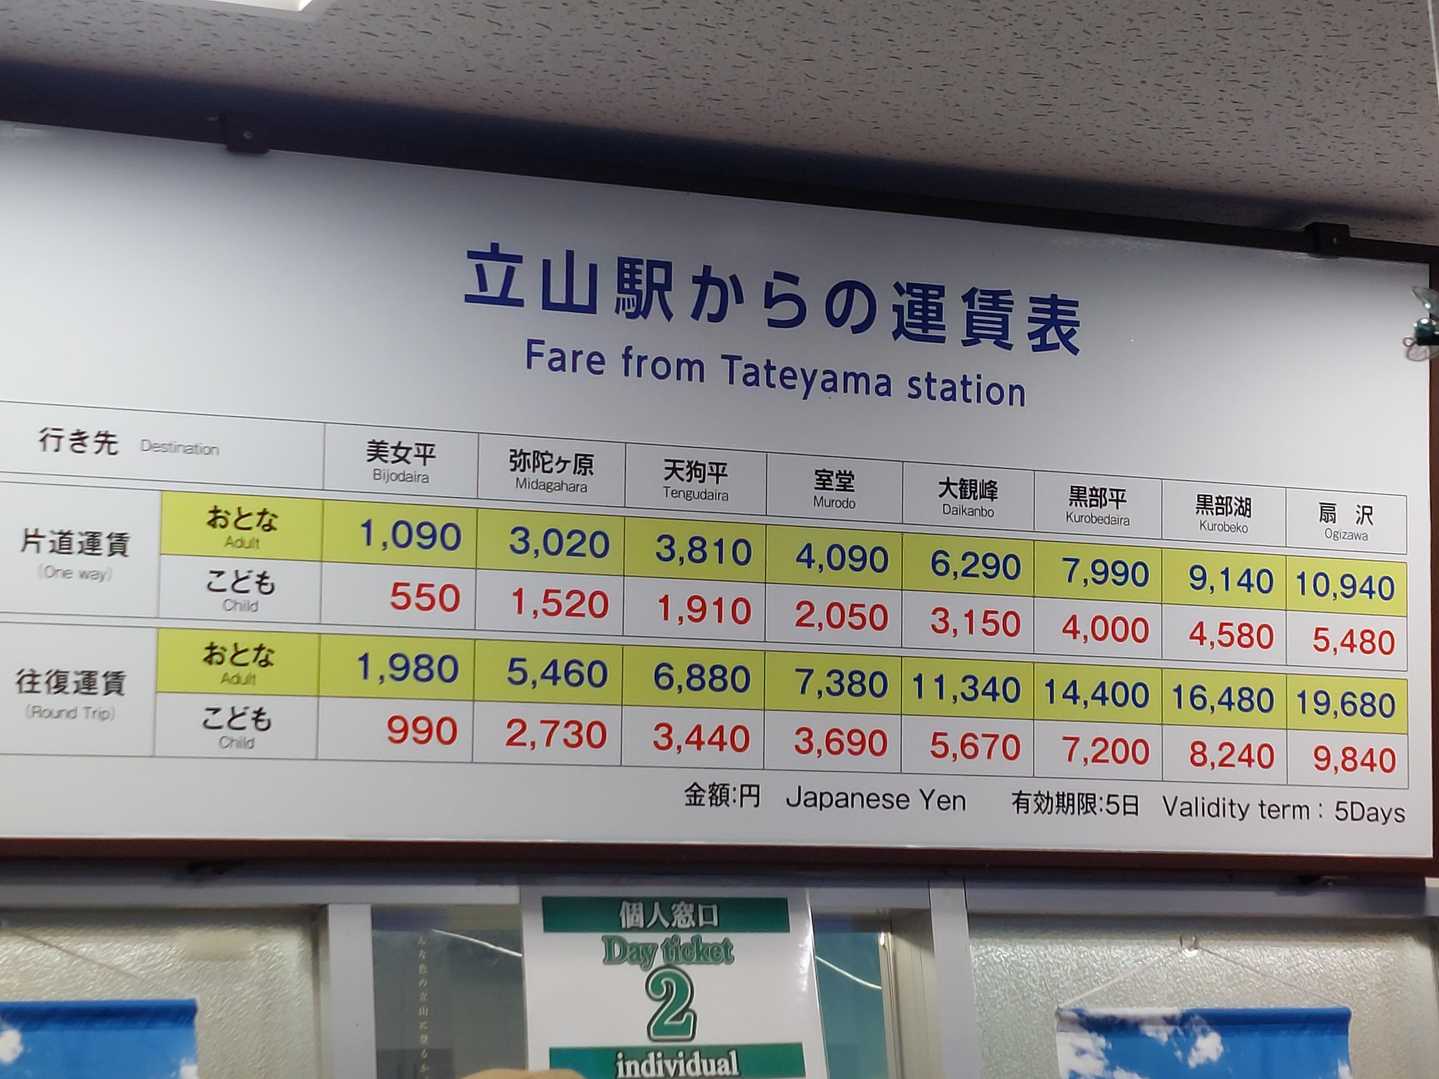 立山駅からの運賃表
Fare from Tateyama station
行き先 Destination 美女平 弥陀ヶ原 天狗平 室堂 大観峰 黒部平 黒部湖 扇沢
Bijodaira Midagahara Tengudaira Murodo Daikanbo Kurobedaira Kurobeko Ogizawa
片道運賃 (One way) おとな Adult 1,090 3,020 3,810 4,090 6,290 7,990 9,140 10,940
こども Child 550 1,520 1,910 2,050 3,150 4,000 4,580 5,480
往復運賃 (Round Trip) おとな Adult 1,980 5,460 6,880 7,380 11,340 14,400 16,480 19,680
こども Child 990 2,730 3,440 3,690 5,670 7,200 8,240 9,840
金額:円 Japanese Yen 有効期限:5日 Validity term : 5Days
個人窓口
Day ticket
2
individual